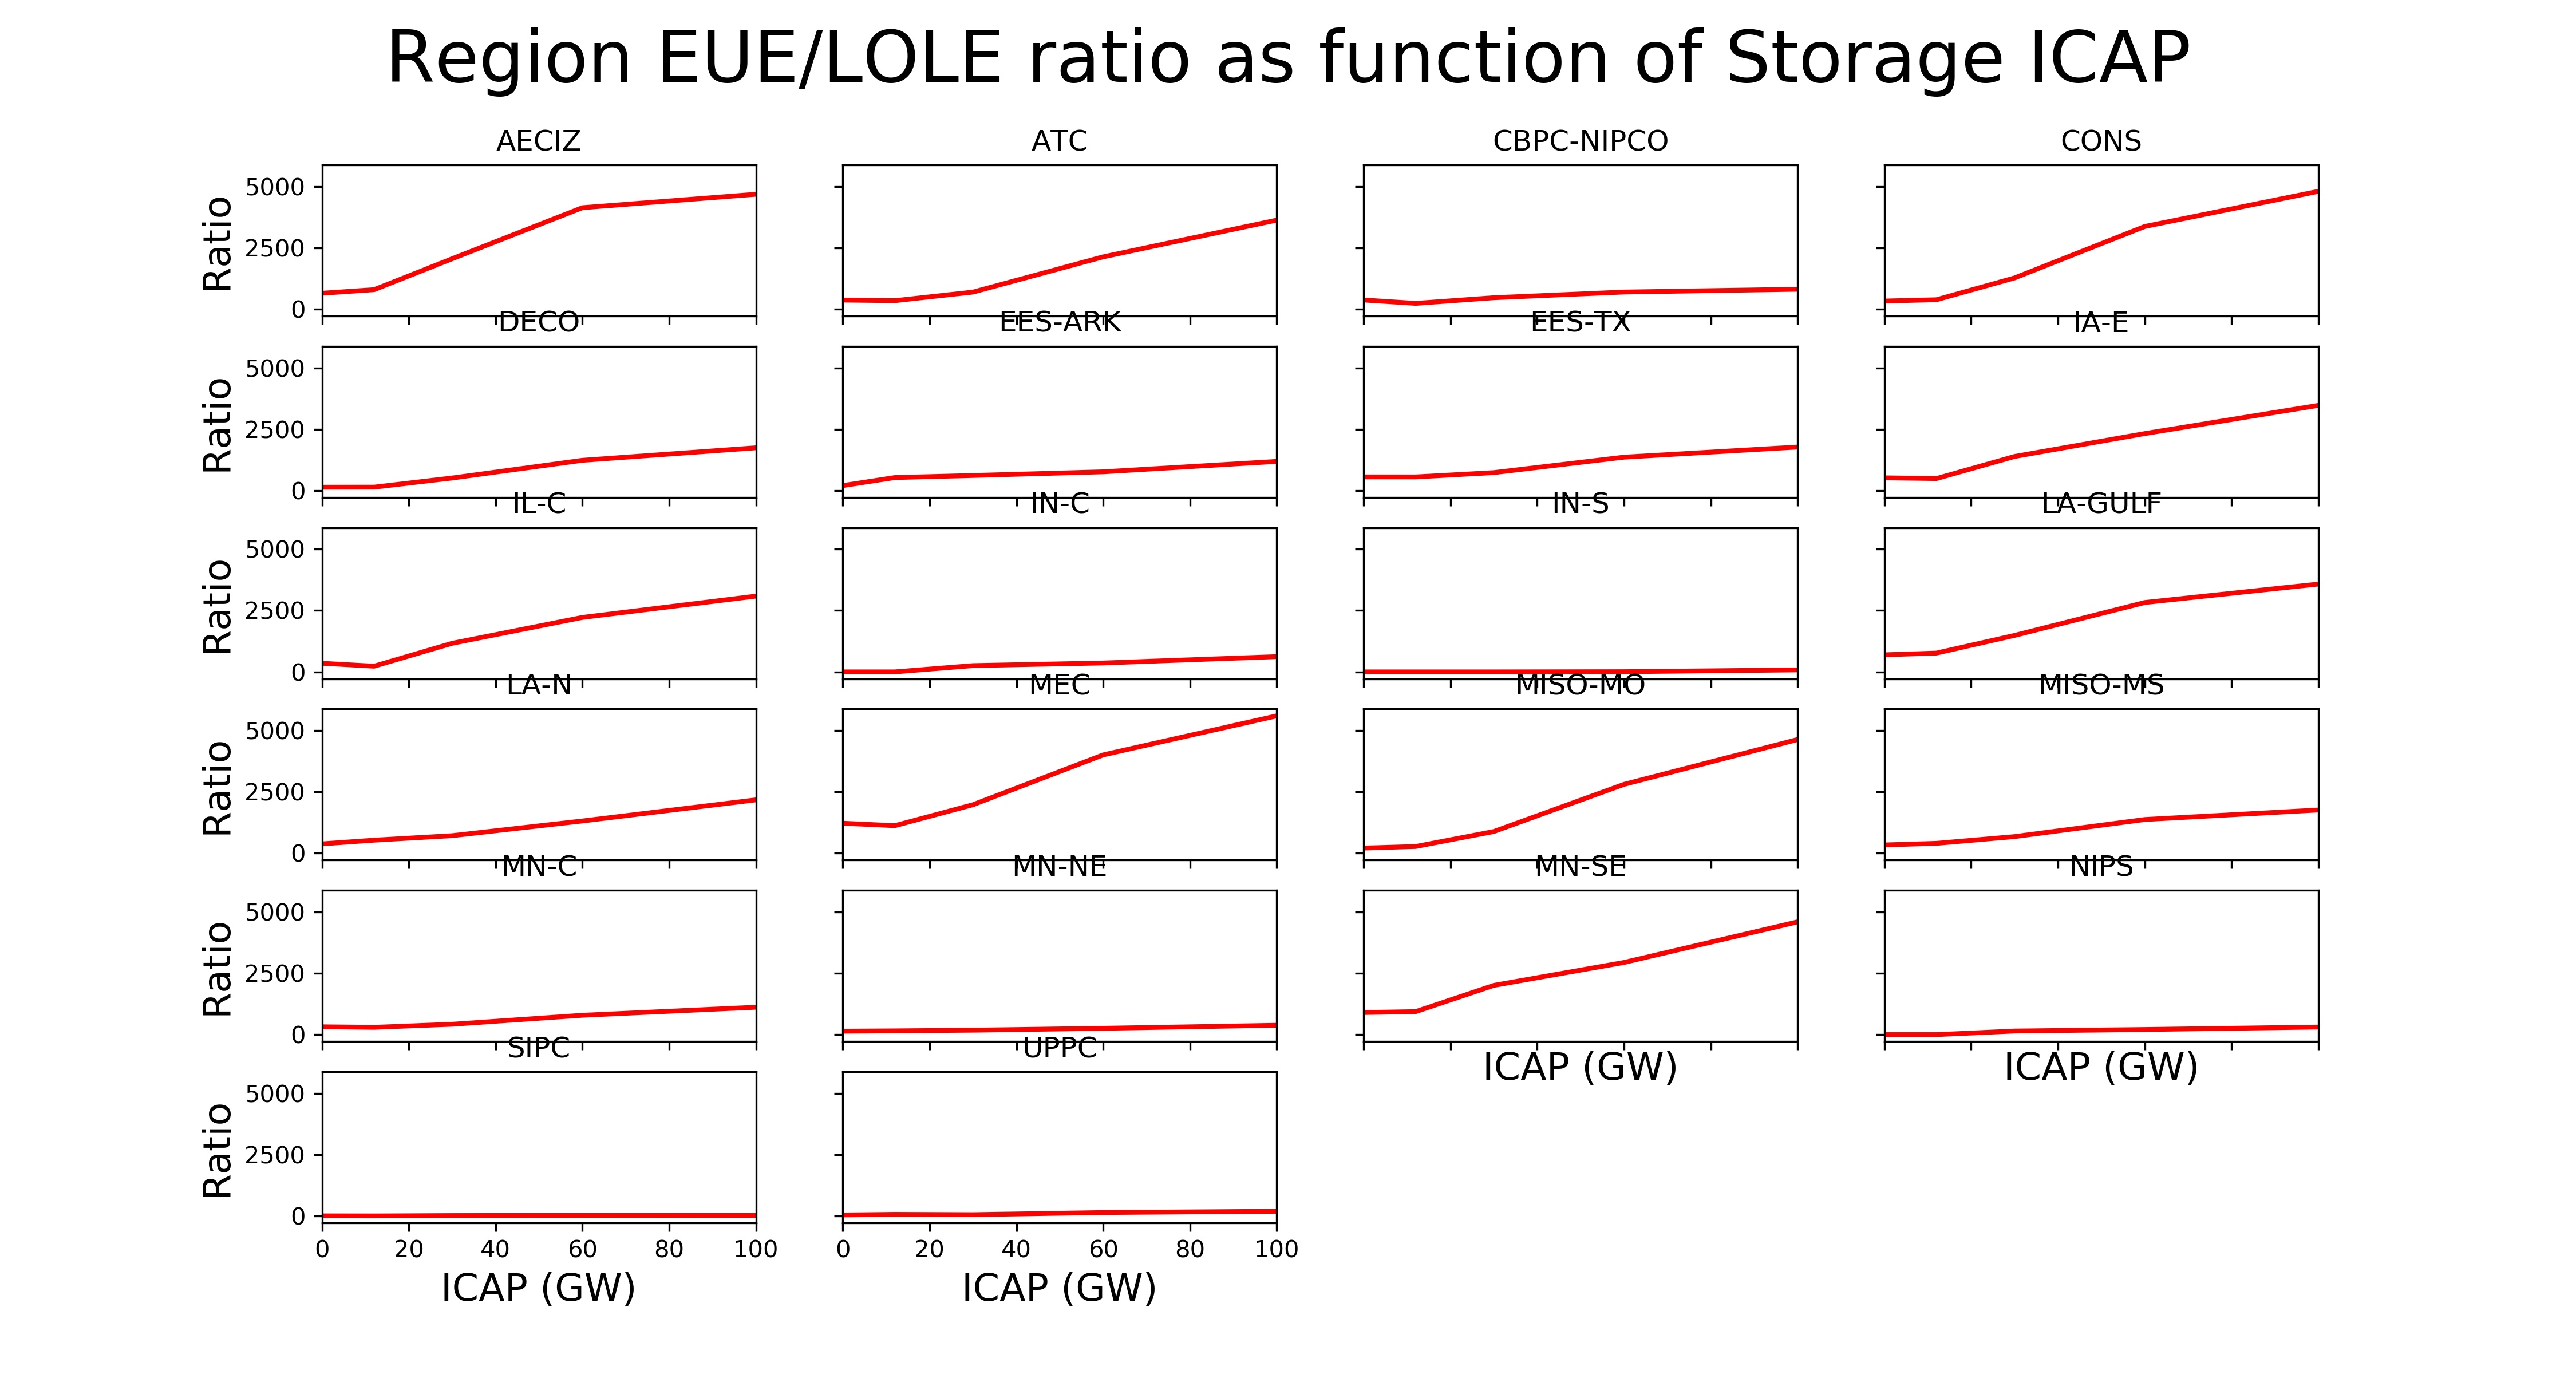 Region EUE/LOLE ratio as function of Storage ICAP
AECIZ
ATC
CBPC-NIPCO
CONS
Ratio
5000
2500
0
DECO
EES-ARK
EES-TX
IA-E
Ratio
5000
2500
0
IL-C
IN-C
IN-S
LA-GULF
Ratio
5000
2500
0
LA-N
MEC
MISO-MO
MISO-MS
Ratio
5000
2500
0
MN-C
MN-NE
MN-SE
NIPS
Ratio
5000
2500
0
ICAP (GW)
ICAP (GW)
SIPC
UPPC
Ratio
5000
2500
0
0 20 40 60 80 100
0 20 40 60 80 100
ICAP (GW)
ICAP (GW)